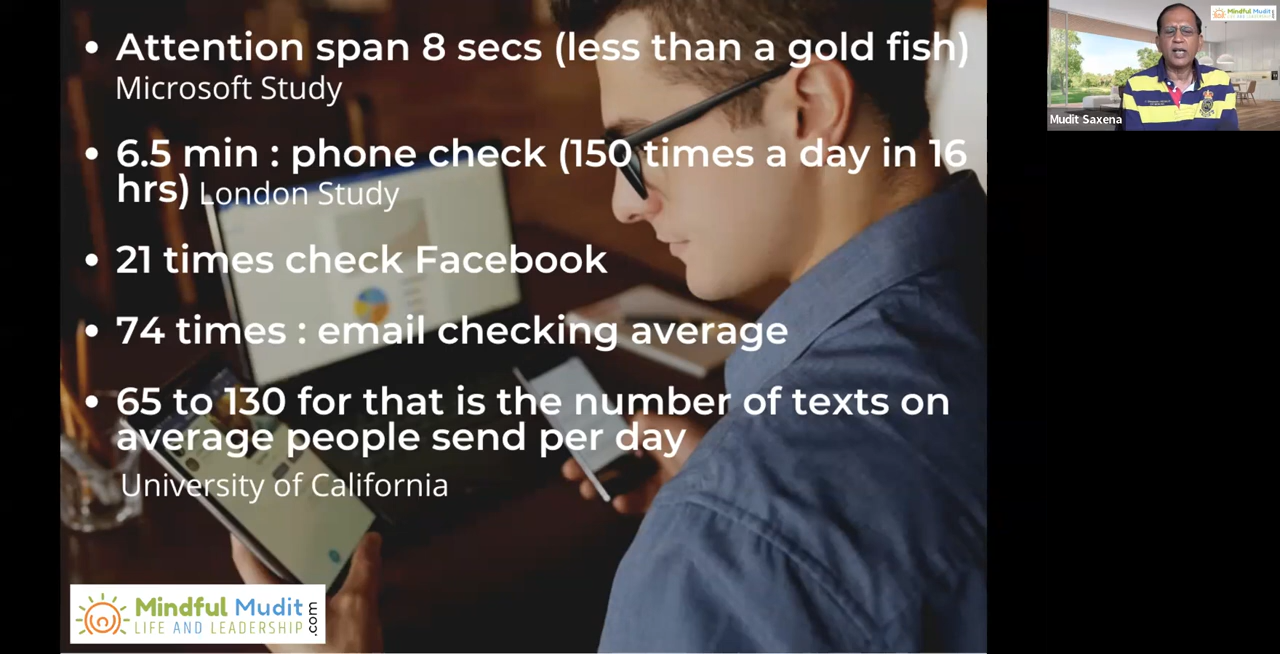 • Attention span 8 secs (less than a gold fish)
Microsoft Study
• 6.5 min : phone check (150 times a day in 16
hrs) London Study
• 21 times check Facebook
• 74 times : email checking average
• 65 to 130 for that is the number of texts on
average people send per day
University of California
Mindful Mudit .com
LIFE AND LEADERSHIP
Mindful Mudit
LIFE AND LEADERSHIP
Mudit Saxena